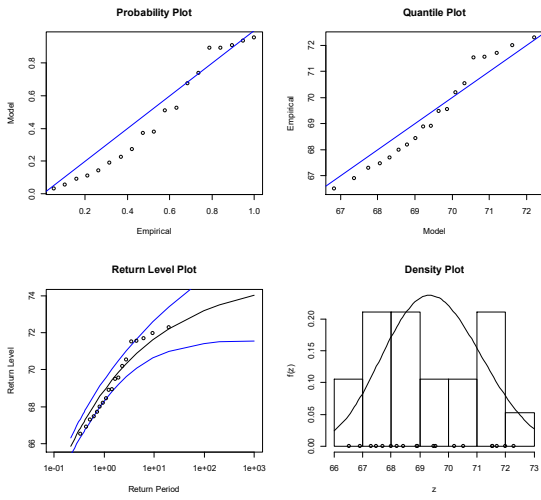 Probability Plot
Model
0.0 0.2 0.4 0.6 0.8
0.2 0.4 0.6 0.8 1.0
Empirical
Quantile Plot
Empirical
67 68 69 70 71 72
67 68 69 70 71 72
Model
Return Level Plot
Return Level
66 68 70 72 74
1e-01 1e+00 1e+01 1e+02 1e+03
Return Period
Density Plot
f(z)
0.00 0.05 0.10 0.15 0.20
66 67 68 69 70 71 72 73
z